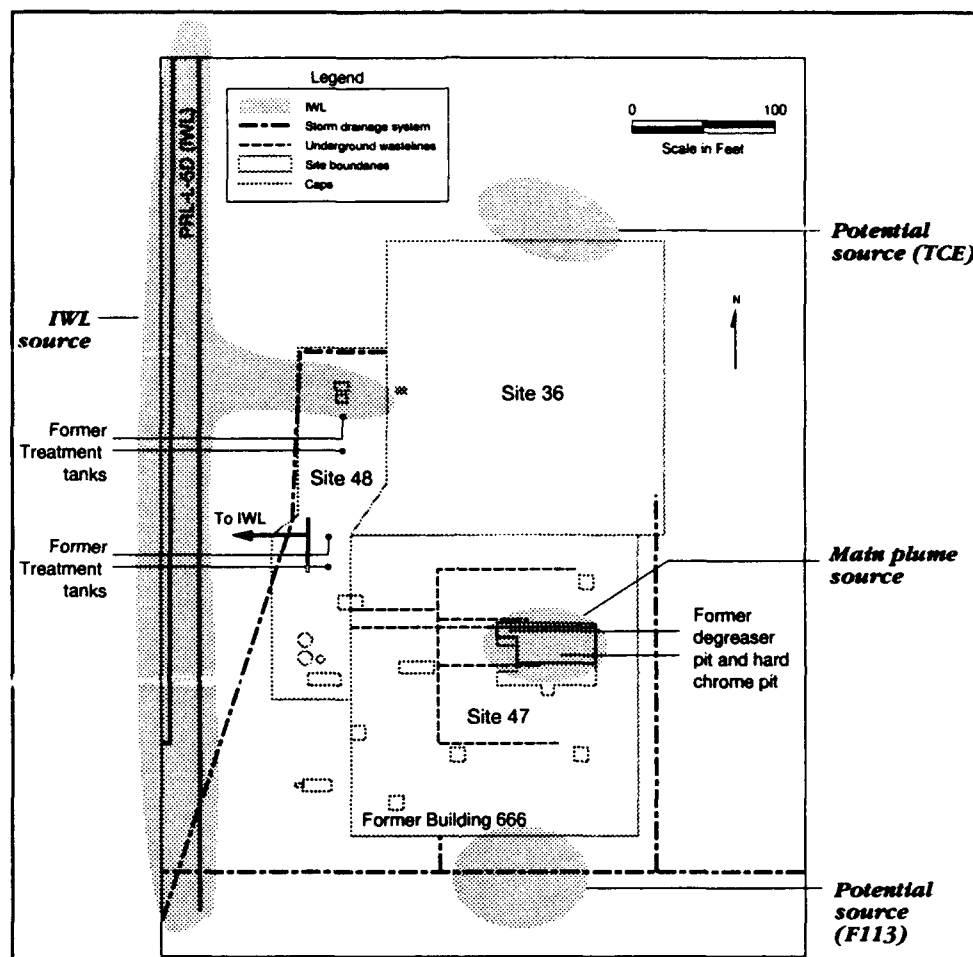 Legend
IWL
Storm drainage system
Underground wastelines
Site boundaries
Caps
0 100
Scale in Feet
PRL-L-5D (IWL)
Potential
source (TCE)
N
IWL
source
Site 36
Former
Treatment
tanks
Site 48
To IWL
Former
Treatment
tanks
Main plume
source
Former
degreaser
pit and hard
chrome pit
Site 47
Former Building 666
Potential
source
(F113)